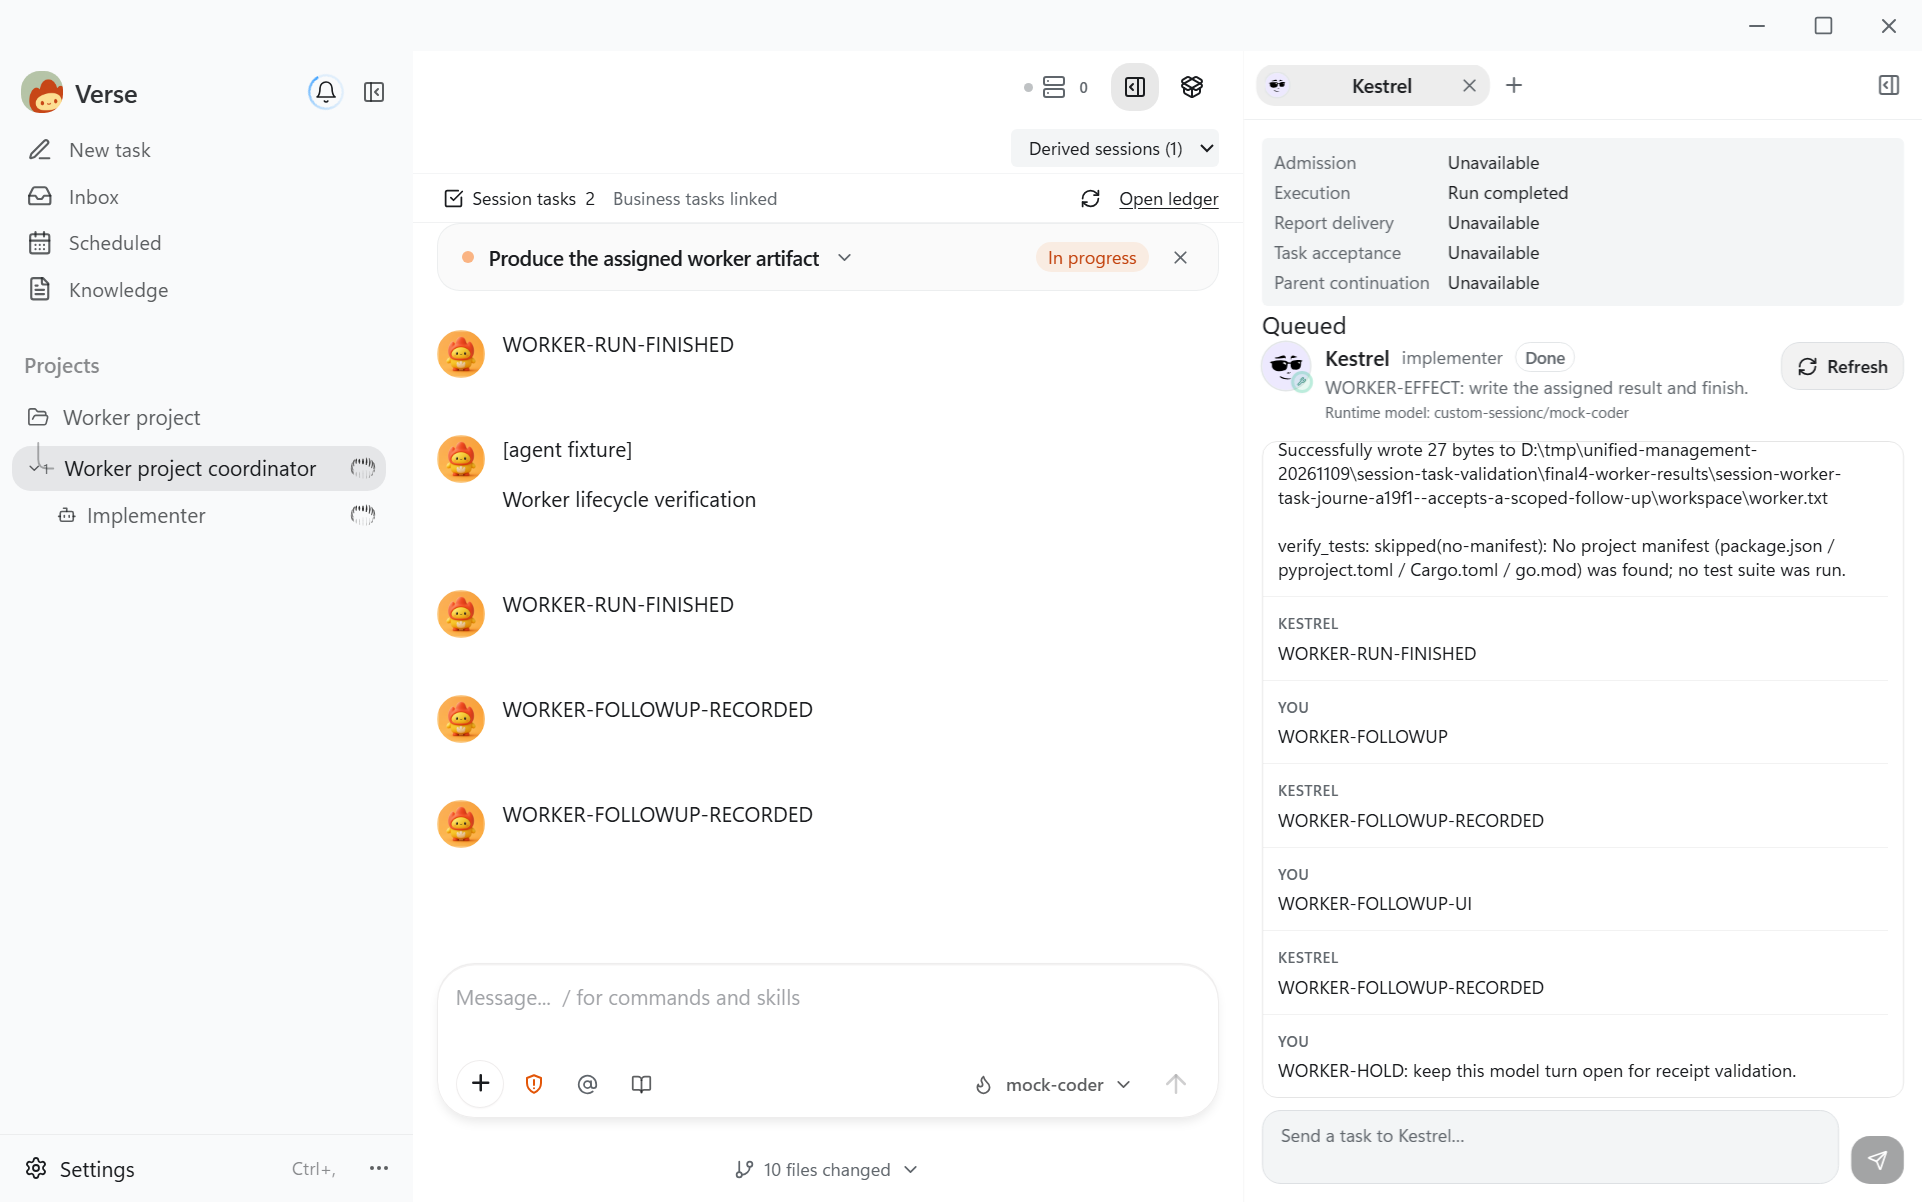 Verse
New task
Inbox
Scheduled
Knowledge
Projects
Worker project
Worker project coordinator
Implementer
Settings
Ctrl+,
0
Derived sessions (1)
Session tasks 2
Business tasks linked
Open ledger
Produce the assigned worker artifact
In progress
WORKER-RUN-FINISHED
[agent fixture]
Worker lifecycle verification
WORKER-RUN-FINISHED
WORKER-FOLLOWUP-RECORDED
WORKER-FOLLOWUP-RECORDED
Message... / for commands and skills
mock-coder
10 files changed
Kestrel
Admission Unavailable
Execution Run completed
Report delivery Unavailable
Task acceptance Unavailable
Parent continuation Unavailable
Queued
Kestrel implementer Done
WORKER-EFFECT: write the assigned result and finish.
Runtime model: custom-sessionc/mock-coder
Refresh
Successfully wrote 27 bytes to D:\tmp\unified-management-
20261109\session-task-validation\final4-worker-results\session-worker-
task-journe-a19f1--accepts-a-scoped-follow-up\workspace\worker.txt
verify_tests: skipped(no-manifest): No project manifest (package.json /
pyproject.toml / Cargo.toml / go.mod) was found; no test suite was run.
KESTREL
WORKER-RUN-FINISHED
YOU
WORKER-FOLLOWUP
KESTREL
WORKER-FOLLOWUP-RECORDED
YOU
WORKER-FOLLOWUP-UI
KESTREL
WORKER-FOLLOWUP-RECORDED
YOU
WORKER-HOLD: keep this model turn open for receipt validation.
Send a task to Kestrel...